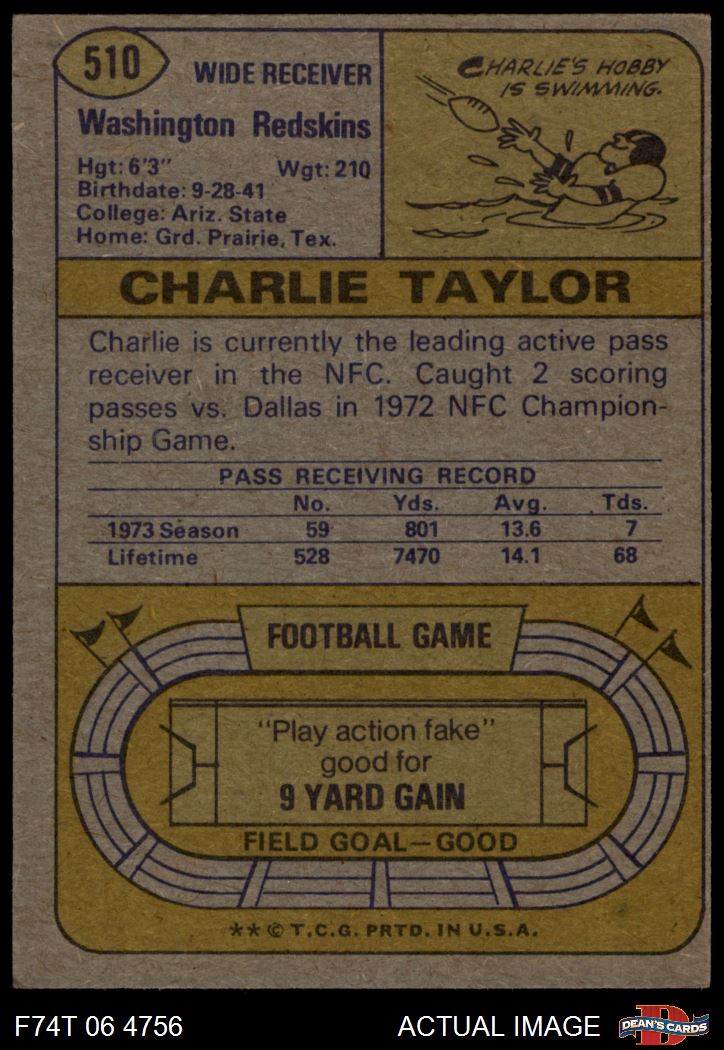 510
WIDE RECEIVER
Washington Redskins
Hgt: 6'3" Wgt: 210
Birthdate: 9-28-41
College: Ariz. State
Home: Grd. Prairie, Tex.
CHARLIE'S HOBBY
IS SWIMMING.
CHARLIE TAYLOR
Charlie is currently the leading active pass
receiver in the NFC. Caught 2 scoring
passes vs. Dallas in 1972 NFC Champion-
ship Game.
PASS RECEIVING RECORD
No. Yds. Avg. Tds.
1973 Season 59 801 13.6 7
Lifetime 528 7470 14.1 68
FOOTBALL GAME
"Play action fake"
good for
9 YARD GAIN
FIELD GOAL—GOOD
** © T.C.G. PRTD. IN U.S.A.
F74T 06 4756 ACTUAL IMAGE
D
DEAN'S CARDS